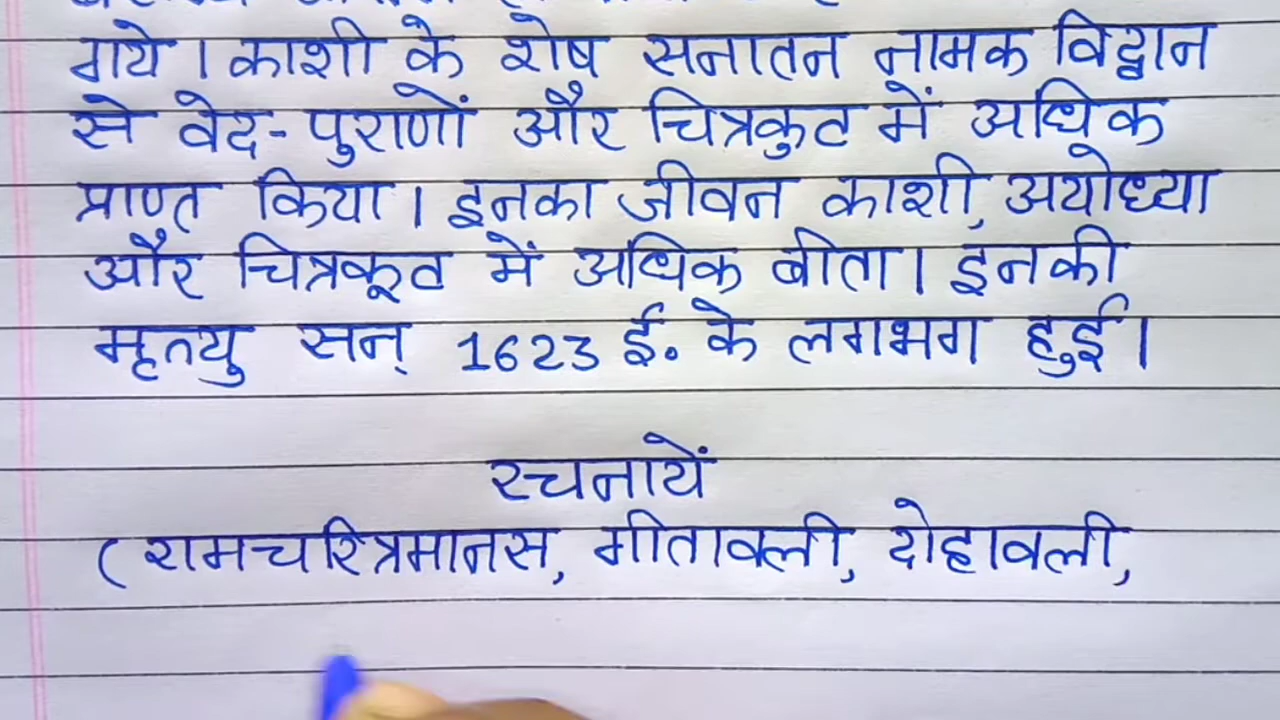 गये । काशी के शेष सनातन नामक विद्वान
से वेद-पुराणों और चित्रकुट में अधिक
प्राप्त किया । इनका जीवन काशी, अयोध्या
और चित्रकूट में अधिक बीता । इनकी
मृत्यु सन् 1623 ई. के लगभग हुई ।
रचनायें
( रामचरित्रमानस, गीतावली, दोहावली,